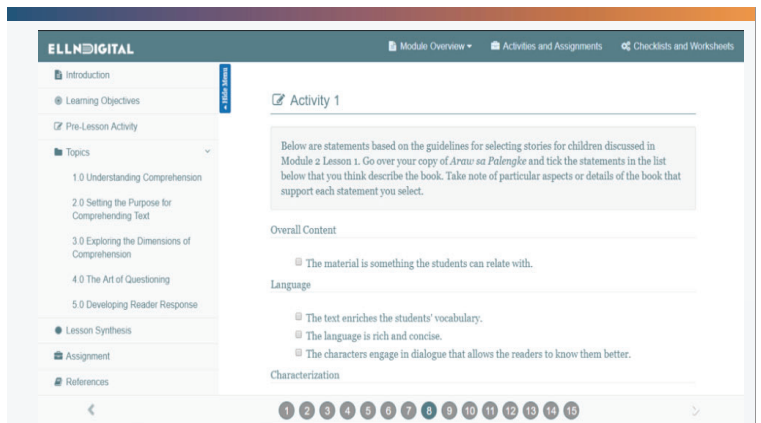 ELLNDIGITAL
Module Overview
Activities and Assignments
Checklists and Worksheets
Introduction
Learning Objectives
Pre-Lesson Activity
Topics
1.0 Understanding Comprehension
2.0 Setting the Purpose for
Comprehending Text
3.0 Exploring the Dimensions of
Comprehension
4.0 The Art of Questioning
5.0 Developing Reader Response
Lesson Synthesis
Assignment
References
Hide Menu
Activity 1
Below are statements based on the guidelines for selecting stories for children discussed in
Module 2 Lesson 1. Go over your copy of Araw sa Palengke and tick the statements in the list
below that you think describe the book. Take note of particular aspects or details of the book that
support each statement you select.
Overall Content
The material is something the students can relate with.
Language
The text enriches the students' vocabulary.
The language is rich and concise.
The characters engage in dialogue that allows the readers to know them better.
Characterization
1 2 3 4 5 6 7 8 9 10 11 12 13 14 15